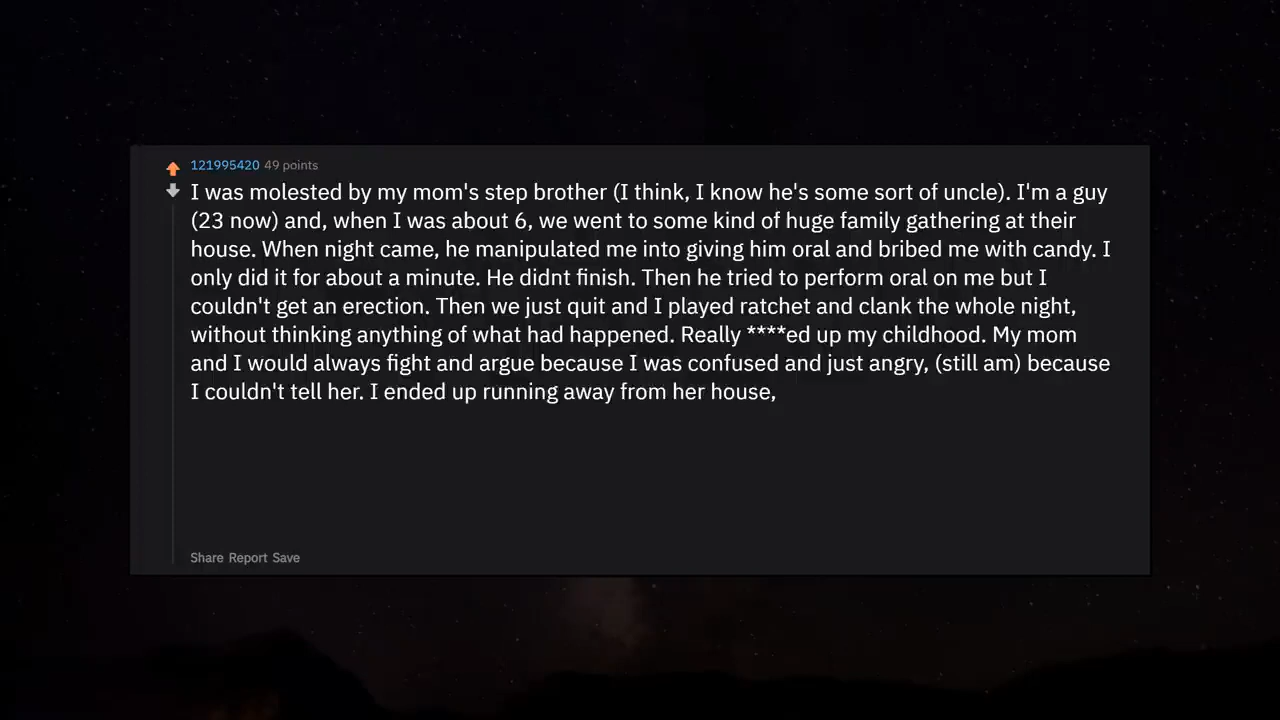 121995420 49 points
I was molested by my mom's step brother (I think, I know he's some sort of uncle). I'm a guy
(23 now) and, when I was about 6, we went to some kind of huge family gathering at their
house. When night came, he manipulated me into giving him oral and bribed me with candy. I
only did it for about a minute. He didnt finish. Then he tried to perform oral on me but I
couldn't get an erection. Then we just quit and I played ratchet and clank the whole night,
without thinking anything of what had happened. Really ****ed up my childhood. My mom
and I would always fight and argue because I was confused and just angry, (still am) because
I couldn't tell her. I ended up running away from her house,
Share Report Save